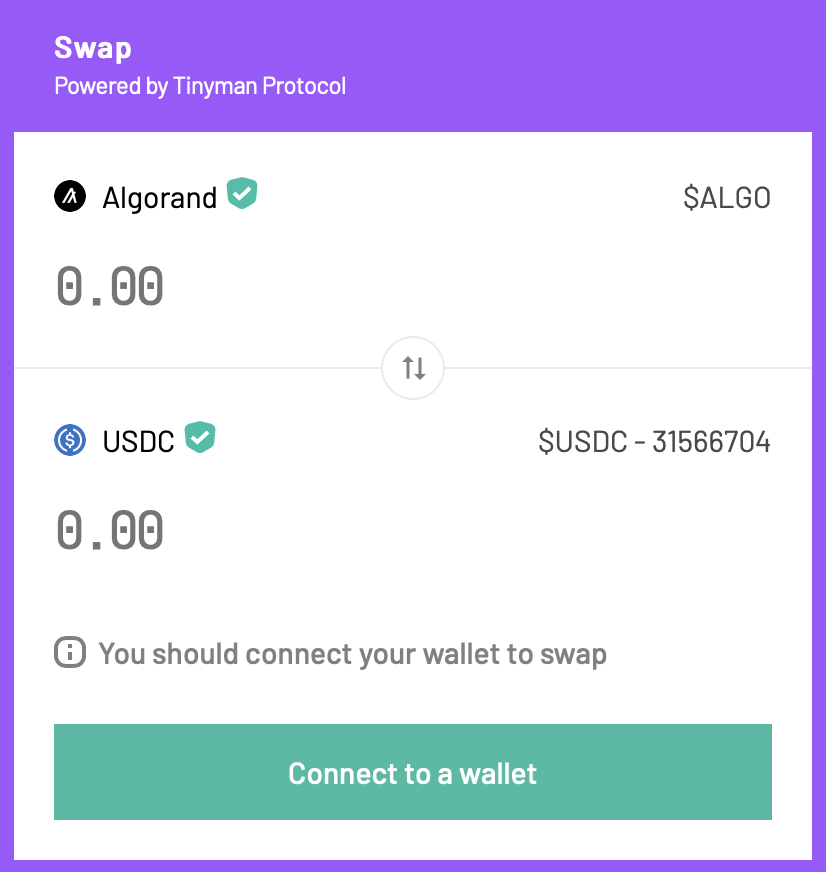 Swap
Powered by Tinyman Protocol
Algorand $ALGO
0.00
USDC $USDC - 31566704
0.00
You should connect your wallet to swap
Connect to a wallet